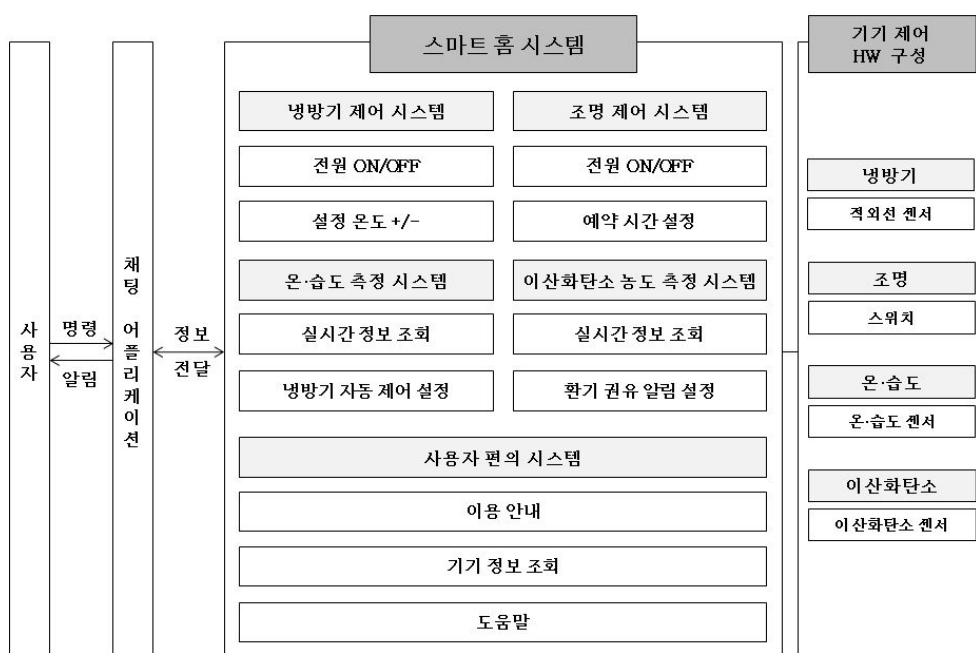 사용자
명령
알림
채팅 어플리케이션
정보
전달
스마트 홈 시스템
냉방기 제어 시스템
조명 제어 시스템
전원 ON/OFF
전원 ON/OFF
설정 온도 +/-
예약 시간 설정
온·습도 측정 시스템
이산화탄소 농도 측정 시스템
실시간 정보 조회
실시간 정보 조회
냉방기 자동 제어 설정
환기 권유 알림 설정
사용자 편의 시스템
이용 안내
기기 정보 조회
도움말
기기 제어
HW 구성
냉방기
적외선 센서
조명
스위치
온·습도
온·습도 센서
이산화탄소
이산화탄소 센서